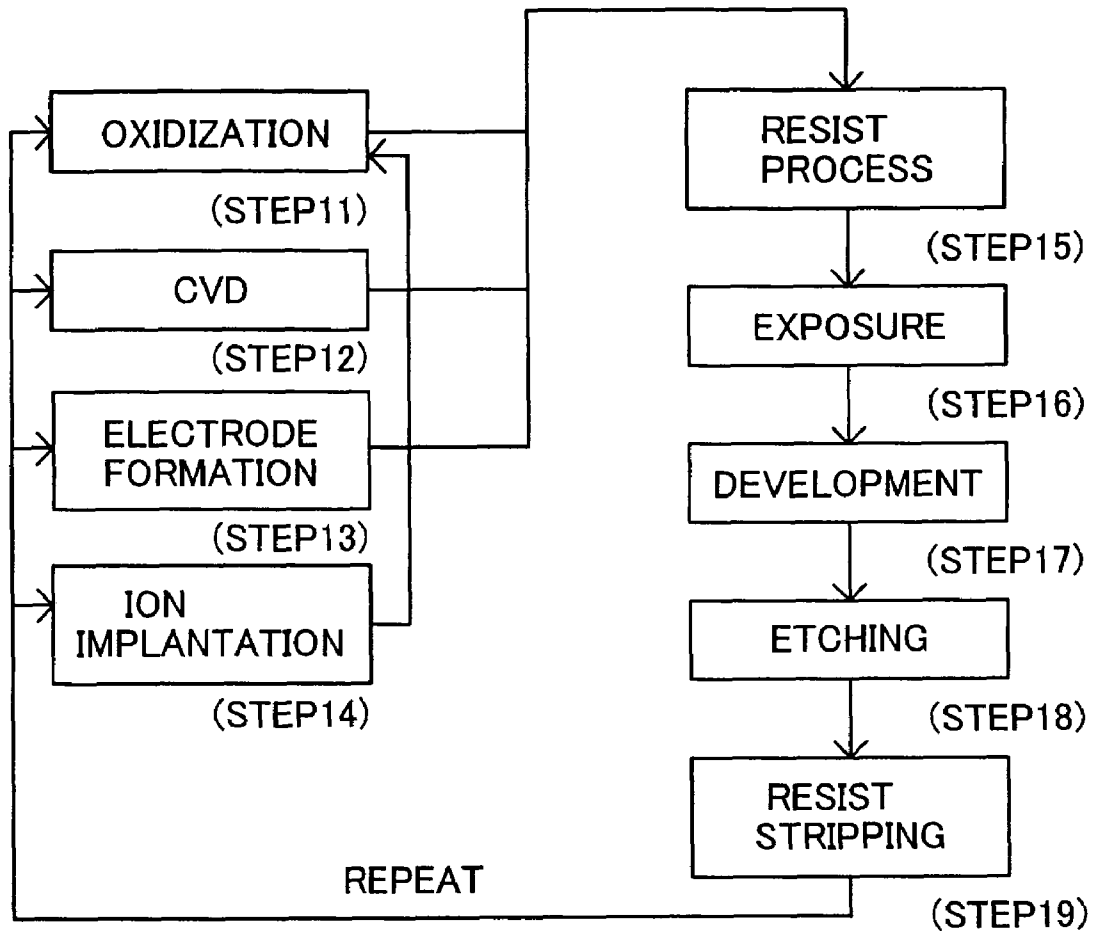 OXIDIZATION
(STEP11)
CVD
(STEP12)
ELECTRODE
FORMATION
(STEP13)
ION
IMPLANTATION
(STEP14)
RESIST
PROCESS
(STEP15)
EXPOSURE
(STEP16)
DEVELOPMENT
(STEP17)
ETCHING
(STEP18)
RESIST
STRIPPING
(STEP19)
REPEAT